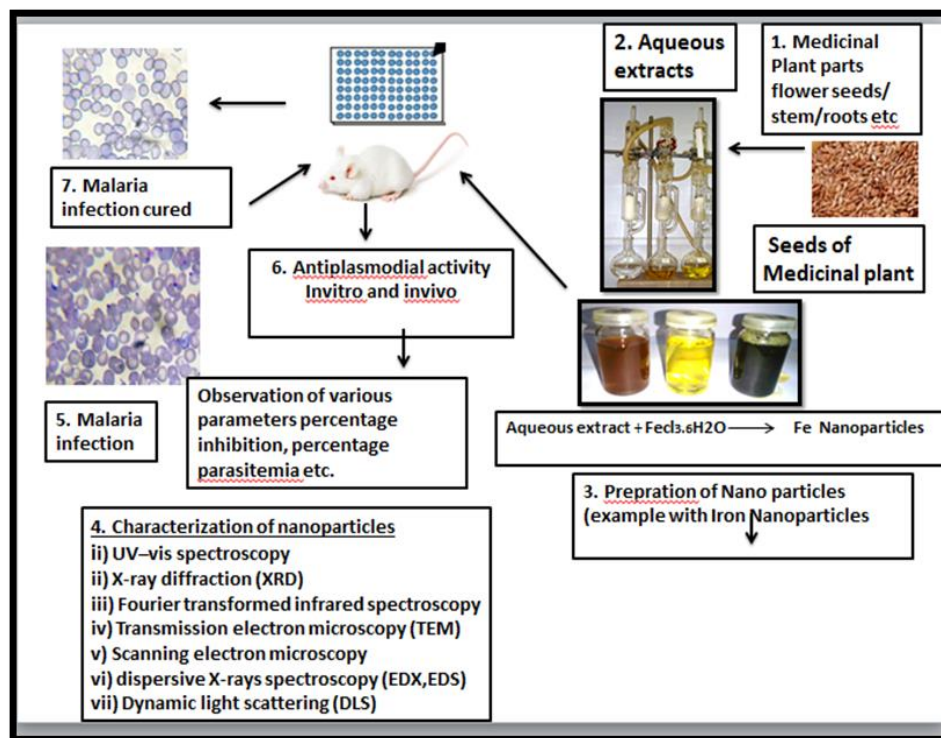 1. Medicinal
Plant parts
flower seeds/
stem/roots etc
2. Aqueous
extracts
Seeds of
Medicinal plant
Aqueous extract + Fecl3.6H2O → Fe Nanoparticles
3. Prepration of Nano particles
(example with Iron Nanoparticles
4. Characterization of nanoparticles
ii) UV–vis spectroscopy
ii) X-ray diffraction (XRD)
iii) Fourier transformed infrared spectroscopy
iv) Transmission electron microscopy (TEM)
v) Scanning electron microscopy
vi) dispersive X-rays spectroscopy (EDX,EDS)
vii) Dynamic light scattering (DLS)
5. Malaria
infection
6. Antiplasmodial activity
Invitro and invivo
Observation of various
parameters percentage
inhibition, percentage
parasitemia etc.
7. Malaria
infection cured